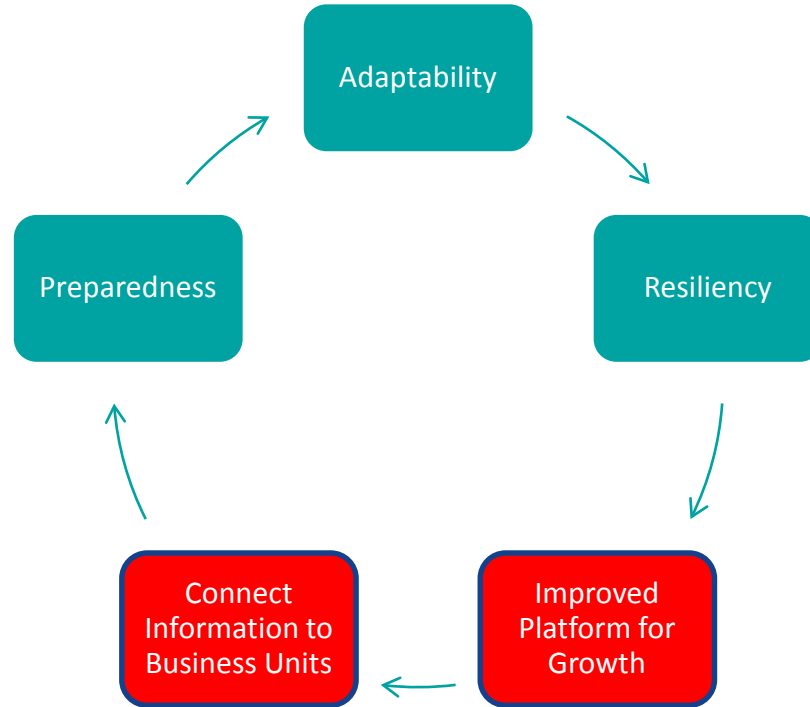 Adaptability
Preparedness
Resiliency
Connect
Information to
Business Units
Improved
Platform for
Growth